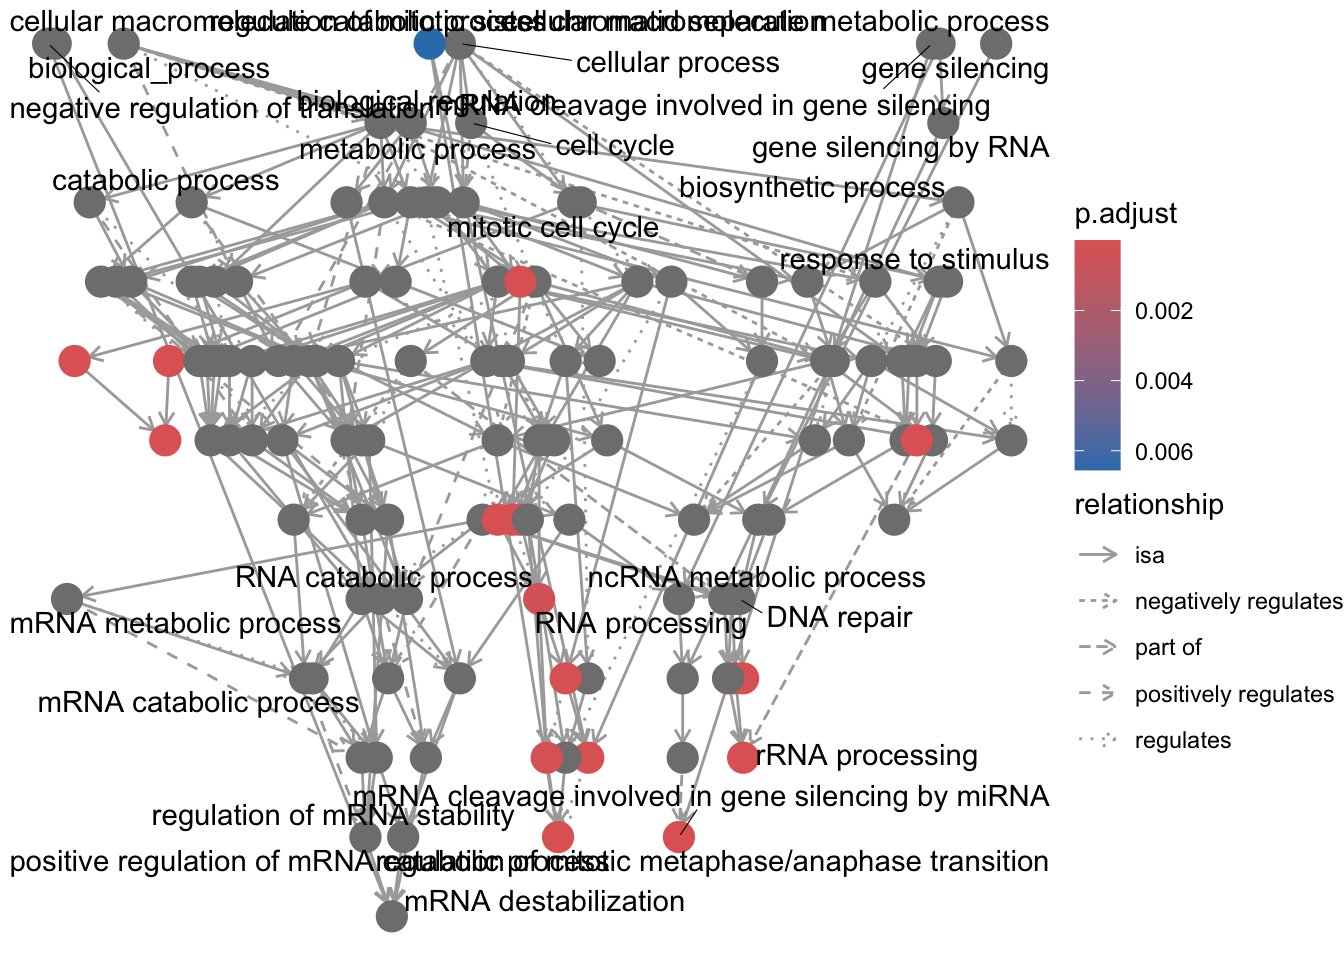 cellular macromolecule catabolic process
regulation of mitotic sister chromatid separation
cellular macromolecule metabolic process
cellular process
biological_process
gene silencing
negative regulation of translation
biological regulation
mRNA cleavage involved in gene silencing
metabolic process
cell cycle
gene silencing by RNA
catabolic process
biosynthetic process
mitotic cell cycle
response to stimulus
RNA catabolic process
ncRNA metabolic process
mRNA metabolic process
RNA processing
DNA repair
mRNA catabolic process
rRNA processing
mRNA cleavage involved in gene silencing by miRNA
regulation of mRNA stability
positive regulation of mRNA catabolic process
regulation of mitotic metaphase/anaphase transition
mRNA destabilization
p.adjust
0.002
0.004
0.006
relationship
isa
negatively regulates
part of
positively regulates
regulates